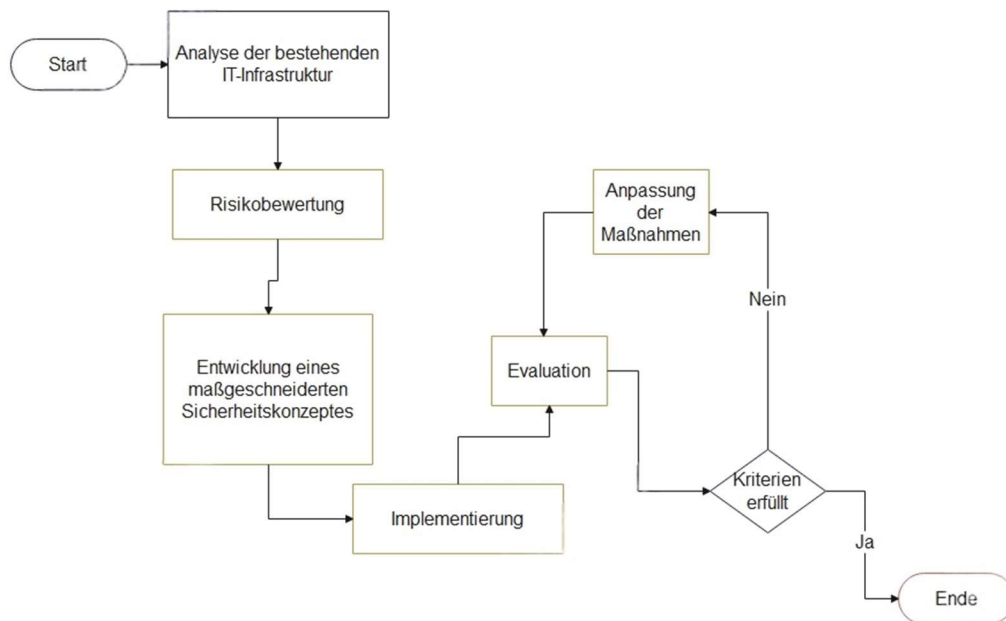 Start
Analyse der bestehenden
IT-Infrastruktur
Risikobewertung
Entwicklung eines
maßgeschneiderten
Sicherheitskonzeptes
Implementierung
Evaluation
Anpassung
der
Maßnahmen
Nein
Kriterien
erfüllt
Ja
Ende